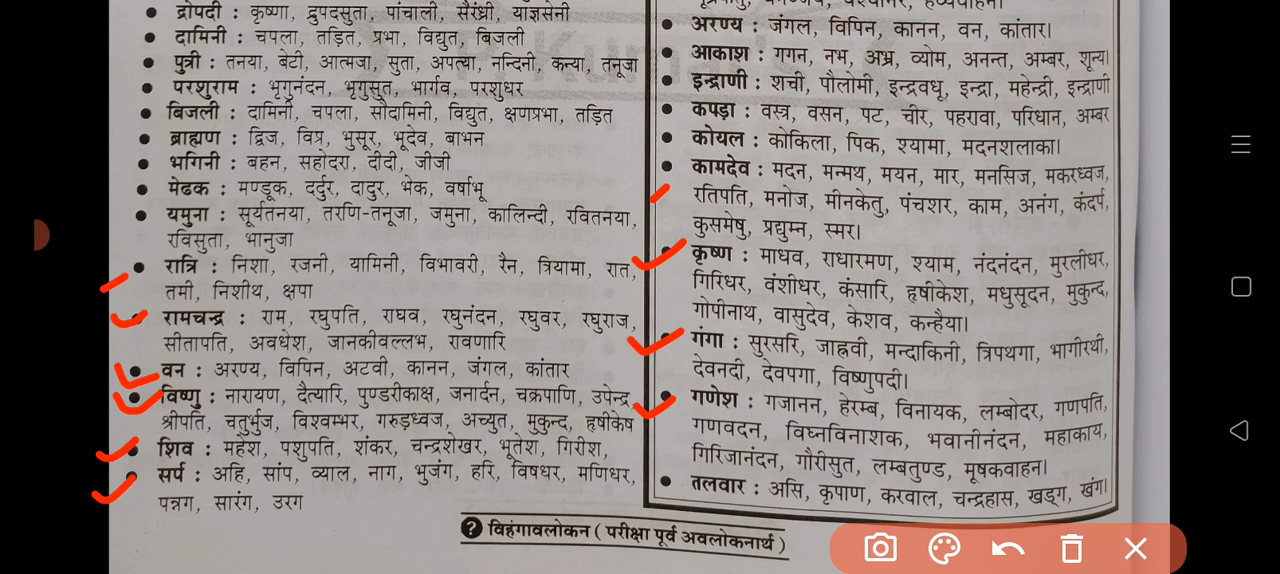 द्रोपदी : कृष्णा, द्रुपदसुता, पांचाली, सैरंध्री, याज्ञसेनी
दामिनी : चपला, तड़ित, प्रभा, विद्युत, बिजली
पुत्री : तनया, बेटी, आत्मजा, सुता, अपत्या, नन्दिनी, कन्या, तनूजा
परशुराम : भृगुनंदन, भृगुसुत, भार्गव, परशुधर
बिजली : दामिनी, चपला, सौदामिनी, विद्युत, क्षणप्रभा, तड़ित
ब्राह्मण : द्विज, विप्र, भुसूर, भूदेव, बाभन
भगिनी : बहन, सहोदरा, दीदी, जीजी
मेढक : मण्डूक, दर्दुर, दादुर, भेक, वर्षाभू
यमुना : सूर्यतनया, तरणि-तनूजा, जमुना, कालिन्दी, रवितनया,
रविसुता, भानुजा
रात्रि : निशा, रजनी, यामिनी, विभावरी, रैन, त्रियामा, रात,
तमी, निशीथ, क्षपा
रामचन्द्र : राम, रघुपति, राघव, रघुनंदन, रघुवर, रघुराज,
सीतापति, अवधेश, जानकीवल्लभ, रावणारि
वन : अरण्य, विपिन, अटवी, कानन, जंगल, कांतार
विष्णु : नारायण, दैत्यारि, पुण्डरीकाक्ष, जनार्दन, चक्रपाणि, उपेन्द्र,
श्रीपति, चतुर्भुज, विश्वम्भर, गरुड़ध्वज, अच्युत, मुकुन्द, हृषीकेष
शिव : महेश, पशुपति, शंकर, चन्द्रशेखर, भूतेश, गिरीश,
सर्प : अहि, सांप, व्याल, नाग, भुजंग, हरि, विषधर, मणिधर,
पन्नग, सारंग, उरग
अरण्य : जंगल, विपिन, कानन, वन, कांतार।
आकाश : गगन, नभ, अभ्र, व्योम, अनन्त, अम्बर, शून्य।
इन्द्राणी : शची, पौलोमी, इन्द्रवधू, इन्द्रा, महेन्द्री, इन्द्राणी
कपड़ा : वस्त्र, वसन, पट, चीर, पहरावा, परिधान, अम्बर
कोयल : कोकिला, पिक, श्यामा, मदनशलाका।
कामदेव : मदन, मन्मथ, मयन, मार, मनसिज, मकरध्वज,
रतिपति, मनोज, मीनकेतु, पंचशर, काम, अनंग, कंदर्प,
कुसमेषु, प्रद्युम्न, स्मर।
कृष्ण : माधव, राधारमण, श्याम, नंदनंदन, मुरलीधर,
गिरिधर, वंशीधर, कंसारि, हृषीकेश, मधुसूदन, मुकुन्द,
गोपीनाथ, वासुदेव, केशव, कन्हैया।
गंगा : सुरसरि, जाह्नवी, मन्दाकिनी, त्रिपथगा, भागीरथी,
देवनदी, देवपगा, विष्णुपदी।
गणेश : गजानन, हेरम्ब, विनायक, लम्बोदर, गणपति,
गणवदन, विघ्नविनाशक, भवानीनंदन, महाकाय,
गिरिजानंदन, गौरीसुत, लम्बतुण्ड, मूषकवाहन।
तलवार : असि, कृपाण, करवाल, चन्द्रहास, खड्ग, खंग।
? विहंगावलोकन ( परीक्षा पूर्व अवलोकनार्थ )